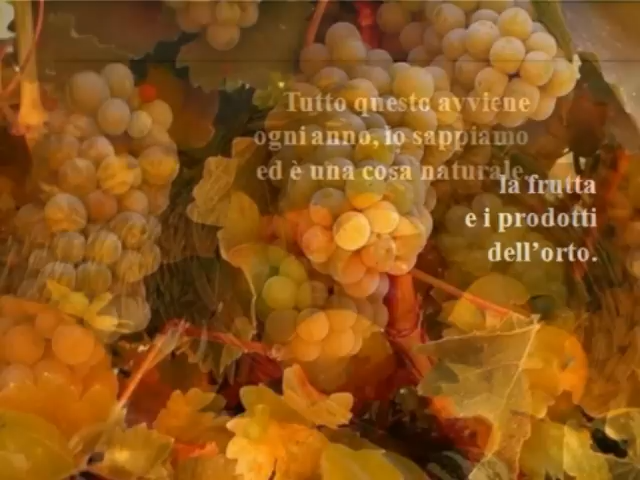 Tutto questo avviene
ogni anno, lo sappiamo
ed è una cosa naturale.
la frutta
e i prodotti
dell’orto.